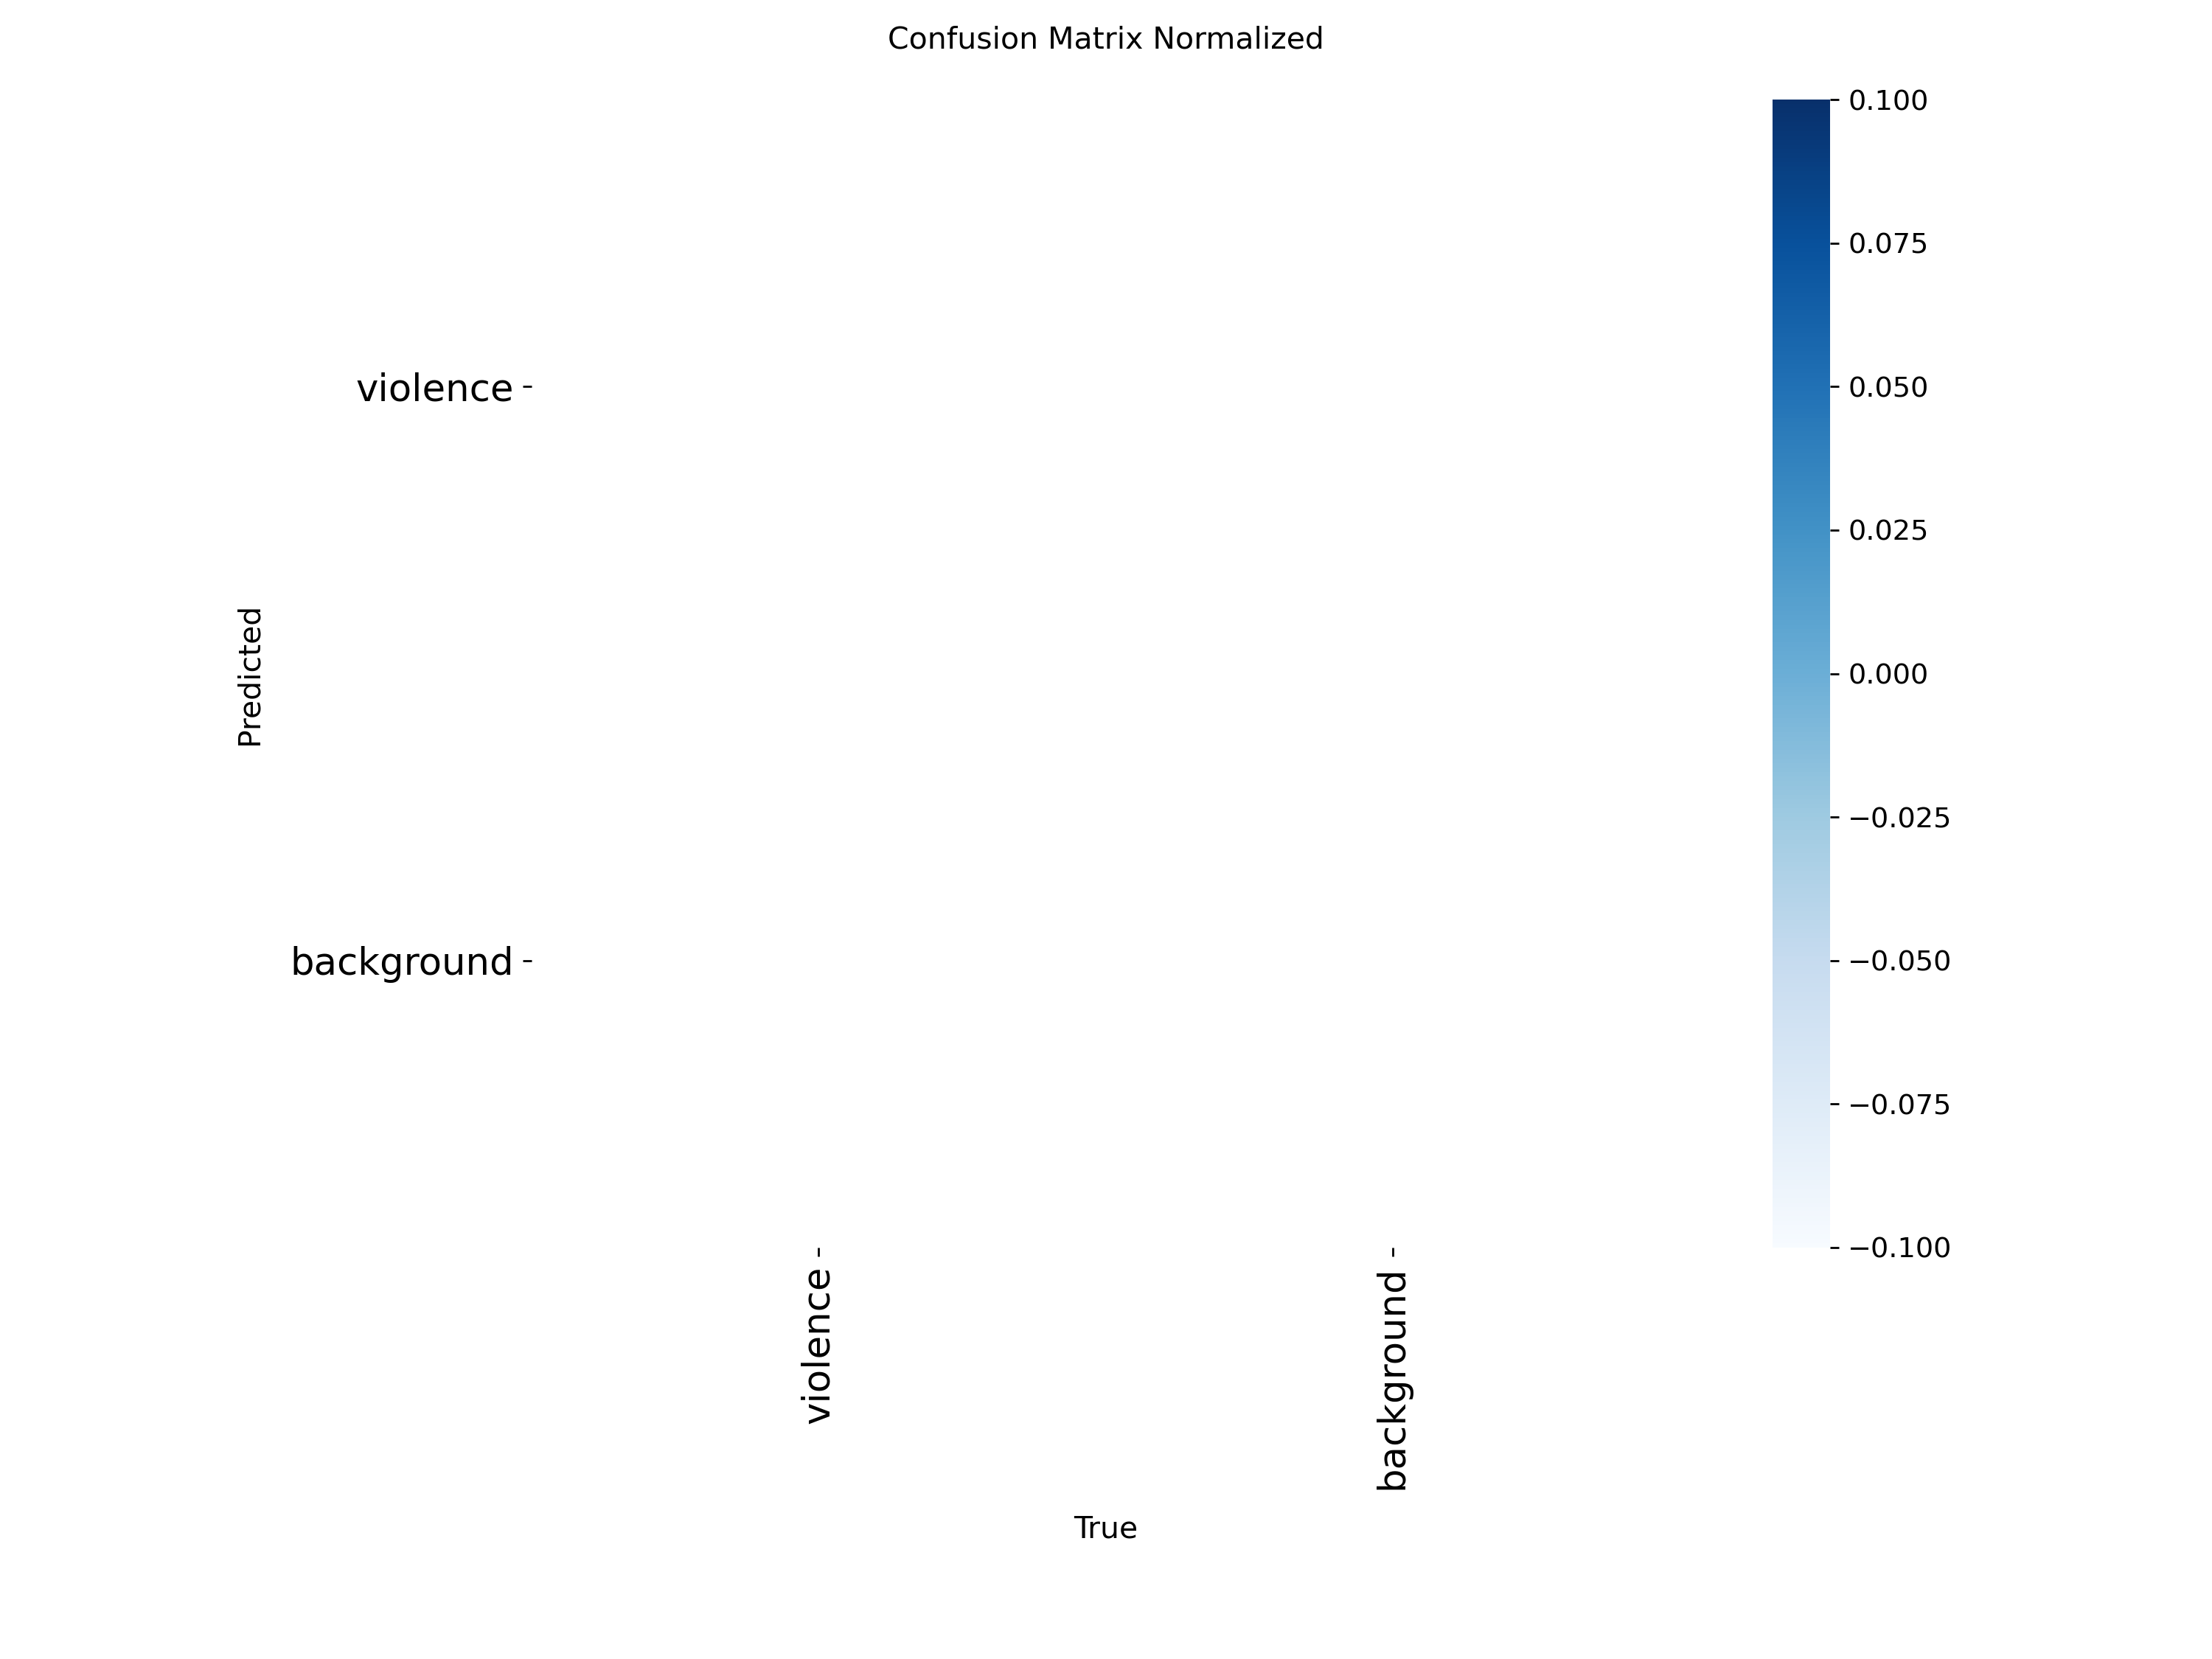 Confusion Matrix Normalized
0.100
0.075
violence
0.050
0.025
Predicted
0.000
−0.025
background
−0.050
−0.075
−0.100
violence
background
True